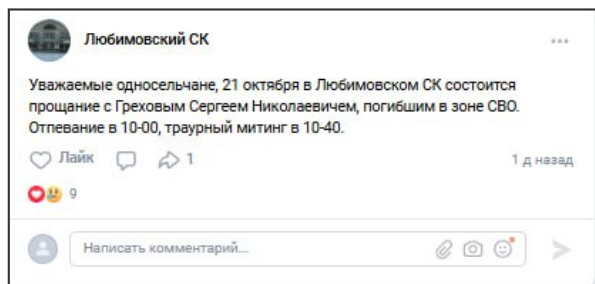 Любимовский СК
Уважаемые односельчане, 21 октября в Любимовском СК состоится
прощание с Греховым Сергеем Николаевичем, погибшим в зоне СВО.
Отпевание в 10-00, траурный митинг в 10-40.
Лайк 1 1 д назад
9
Написать комментарий...